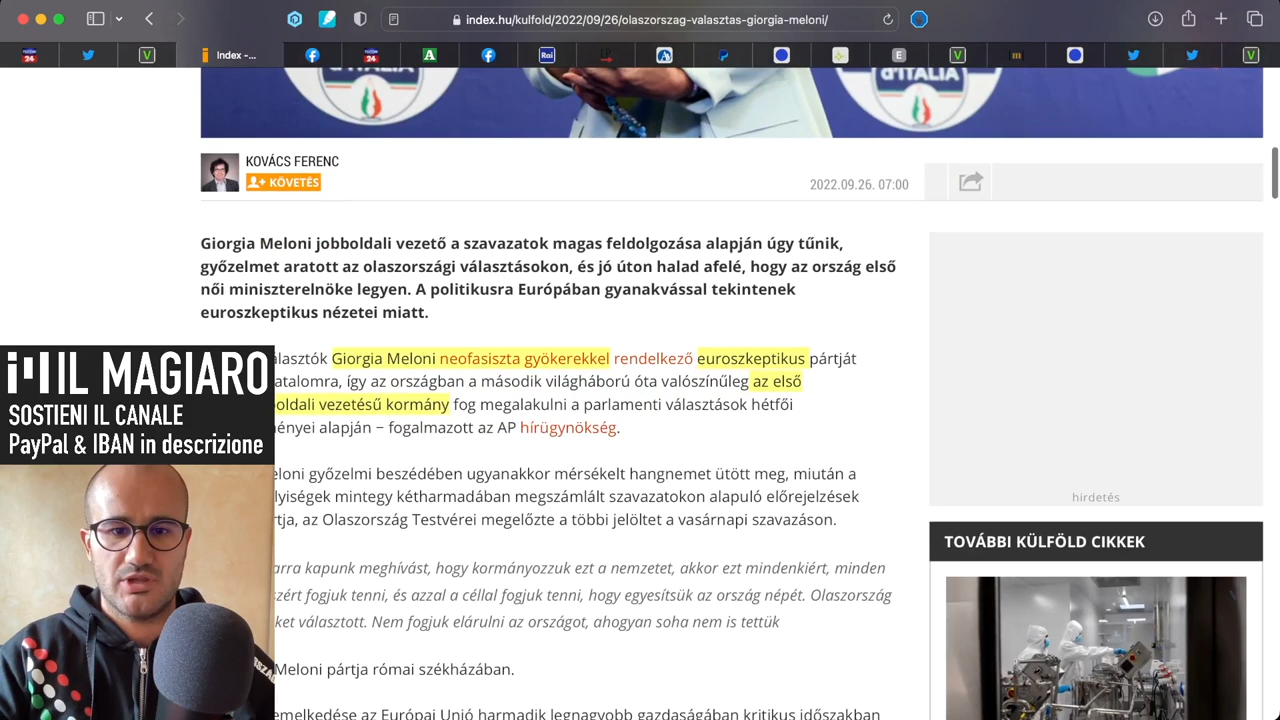 index.hu/kulfold/2022/09/26/olaszorszag-valasztas-giorgia-meloni/
Index -...
d'ITALIA
d'ITALIA
KOVÁCS FERENC
KÖVETÉS
2022.09.26. 07:00
Giorgia Meloni jobboldali vezető a szavazatok magas feldolgozása alapján úgy tűnik,
győzelmet aratott az olaszországi választásokon, és jó úton halad afelé, hogy az ország első
női miniszterelnöke legyen. A politikusra Európában gyanakvással tekintenek
euroszkeptikus nézetei miatt.
álasztók Giorgia Meloni neofasiszta gyökerekkel rendelkező euroszkeptikus pártját
atalomra, így az országban a második világháború óta valószínűleg az első
oldali vezetésű kormány fog megalakulni a parlamenti választások hétfői
ényei alapján – fogalmazott az AP hírügynökség.
eloni győzelmi beszédében ugyanakkor mérsékelt hangnemet ütött meg, miután a
lyiségek mintegy kétharmadában megszámlált szavazatokon alapuló előrejelzések
rtja, az Olaszország Testvérei megelőzte a többi jelöltet a vasárnapi szavazáson.
arra kapunk meghívást, hogy kormányozzuk ezt a nemzetet, akkor ezt mindenkiért, minden
szért fogjuk tenni, és azzal a céllal fogjuk tenni, hogy egyesítsük az ország népét. Olaszország
ket választott. Nem fogjuk elárulni az országot, ahogyan soha nem is tettük
Meloni pártja római székházában.
emelkedése az Európai Unió harmadik legnagyobb gazdaságában kritikus időszakban
hirdetés
TOVÁBBI KÜLFÖLD CIKKEK
IL MAGIARO
SOSTIENI IL CANALE
PayPal & IBAN in descrizione